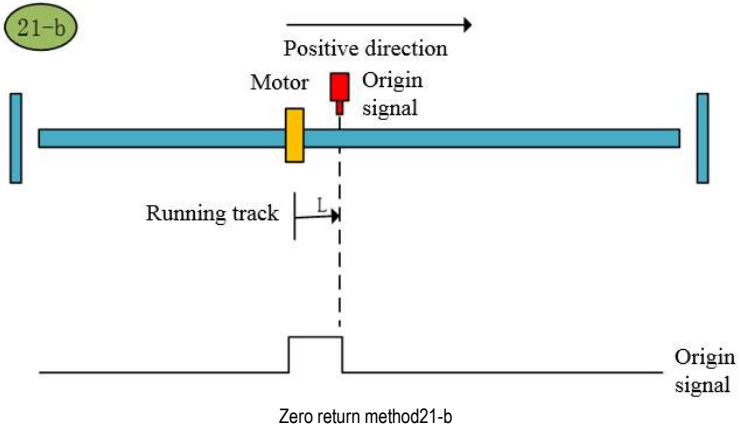 21-b
Positive direction
Motor
Origin
signal
Running track
L
Origin
signal
Zero return method21-b